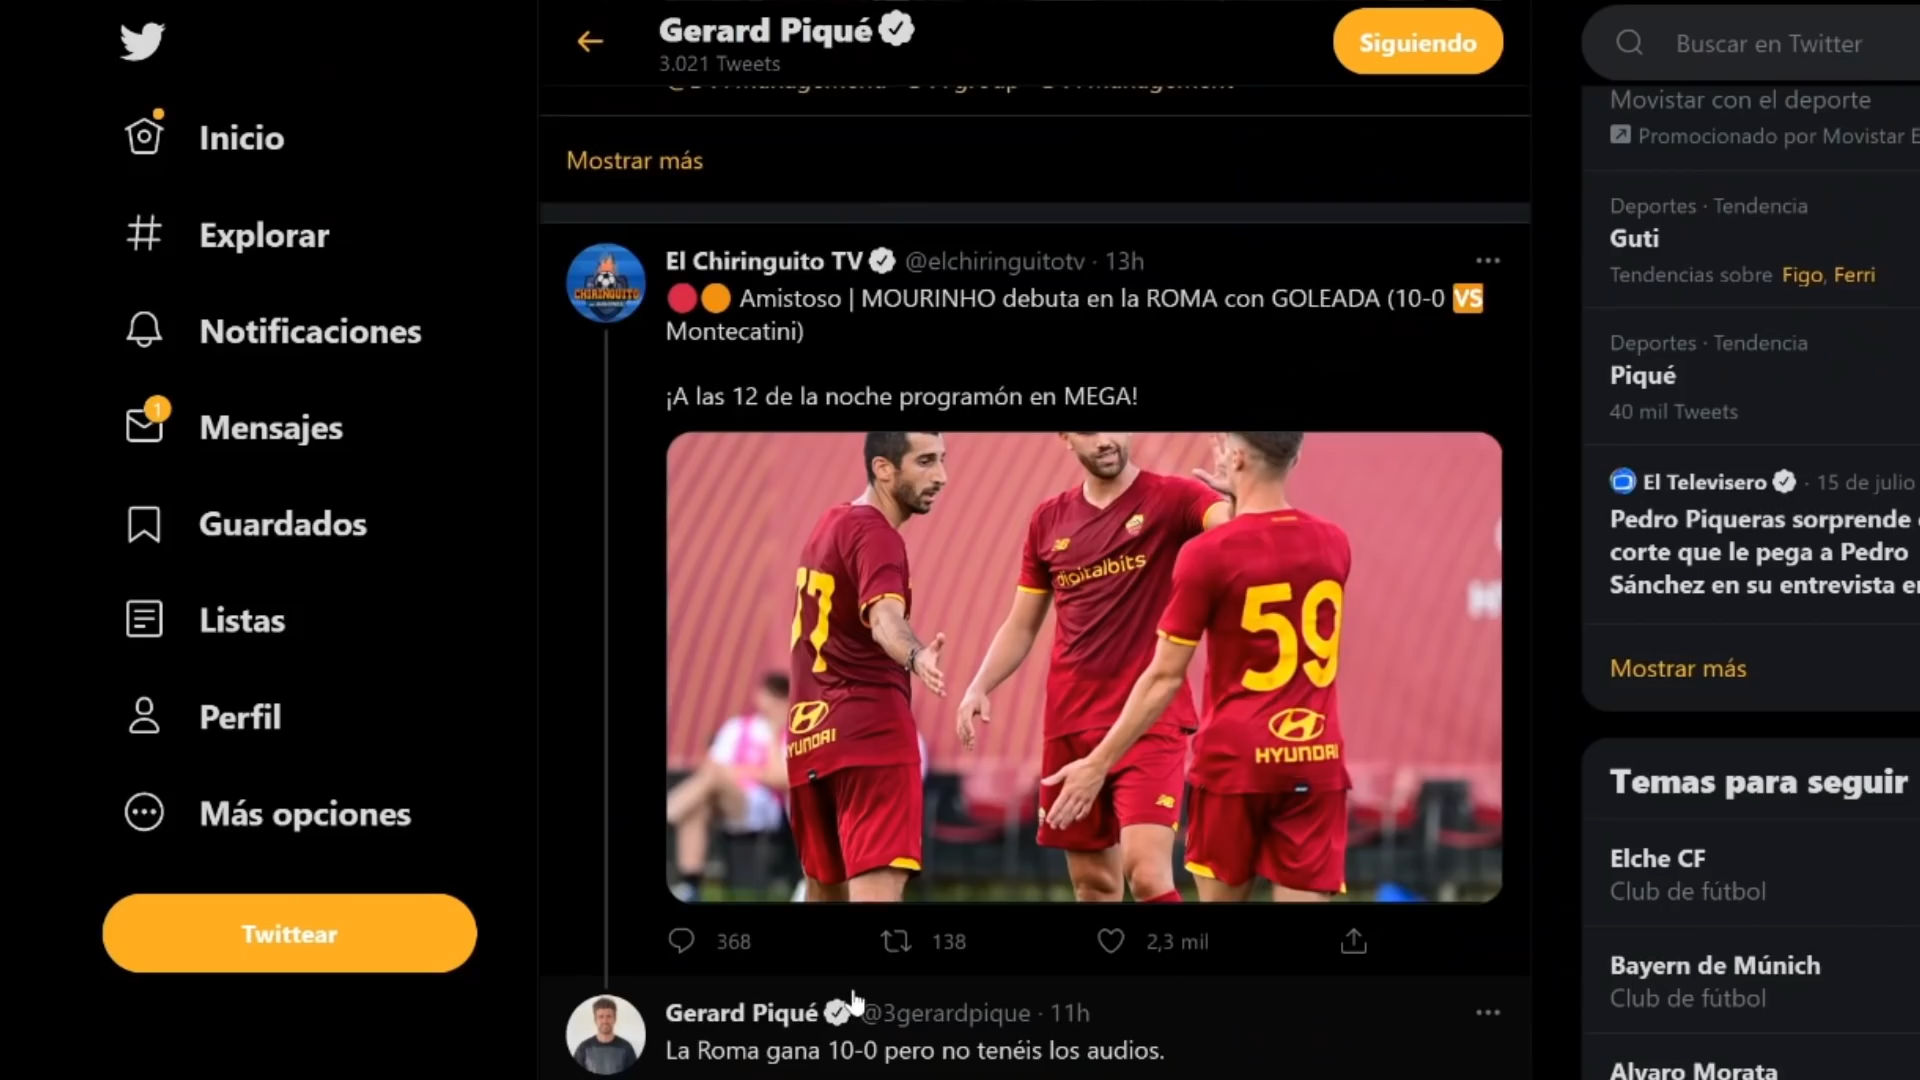 Inicio
Explorar
Notificaciones
1
Mensajes
Guardados
Listas
Perfil
Más opciones
Twittear
Gerard Piqué
3.021 Tweets
Siguiendo
Mostrar más
El Chiringuito TV @elchiringuitotv · 13h
Amistoso | MOURINHO debuta en la ROMA con GOLEADA (10-0 VS
Montecatini)
¡A las 12 de la noche programón en MEGA!
CHIRINGUITO
77
HYUNDAI
digitalbits
59
HYUNDAI
368
138
2,3 mil
Gerard Piqué @3gerardpique · 11h
La Roma gana 10-0 pero no tenéis los audios.
Buscar en Twitter
Movistar con el deporte
Promocionado por Movistar E
Deportes · Tendencia
Guti
Tendencias sobre Figo, Ferri
Deportes · Tendencia
Piqué
40 mil Tweets
El Televisero · 15 de julio
Pedro Piqueras sorprende
corte que le pega a Pedro
Sánchez en su entrevista
Mostrar más
Temas para seguir
Elche CF
Club de fútbol
Bayern de Múnich
Club de fútbol
Alvaro Morata